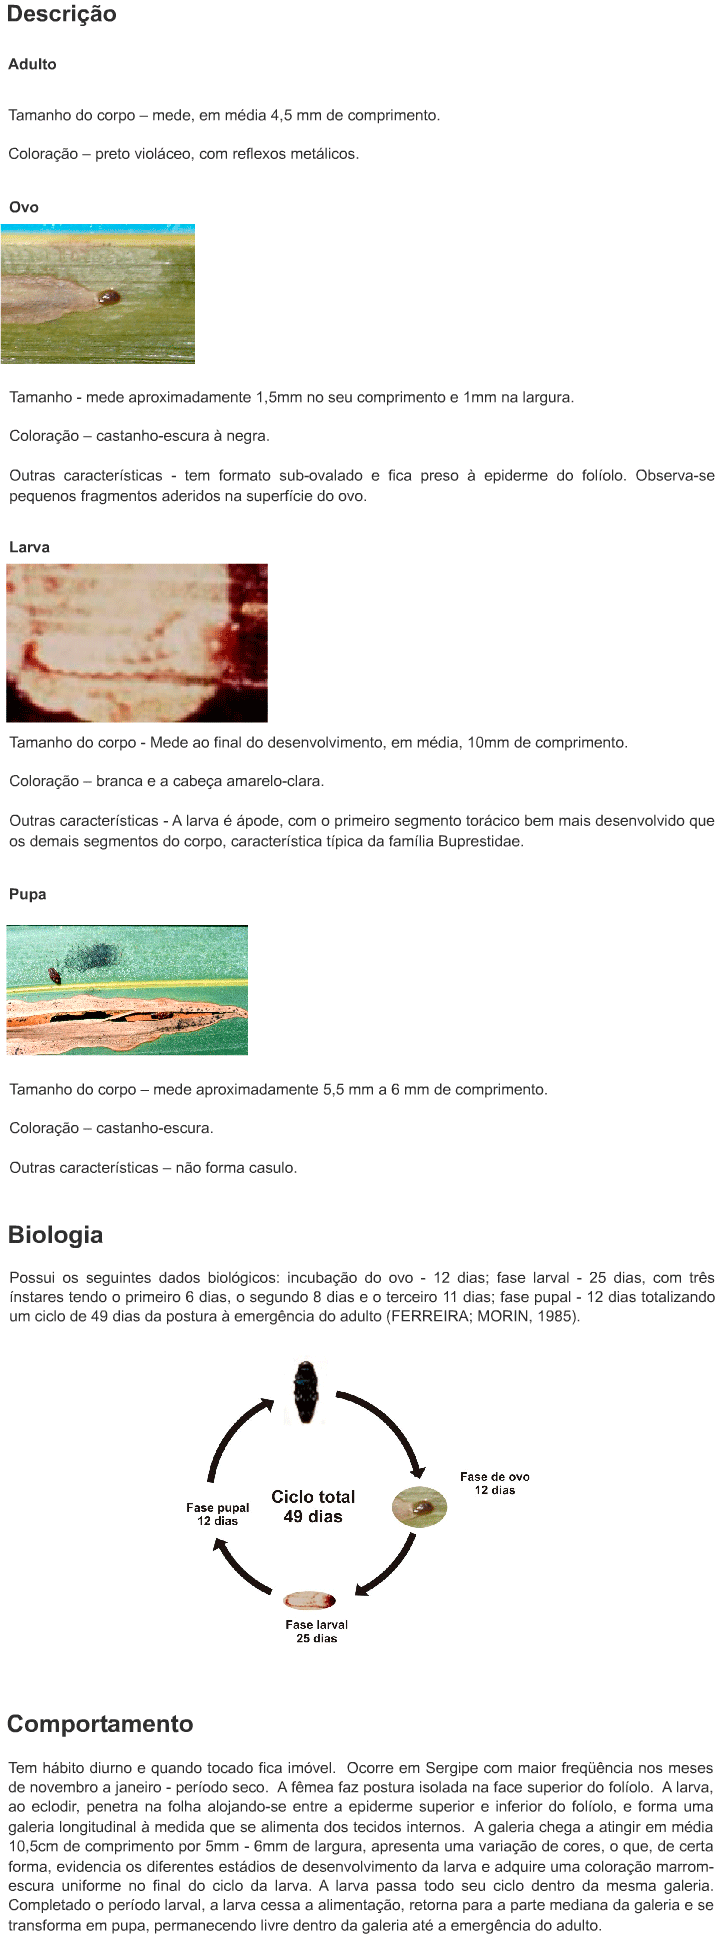 Descrição
Adulto
Tamanho do corpo – mede, em média 4,5 mm de comprimento.
Coloração – preto violáceo, com reflexos metálicos.
Ovo
Tamanho - mede aproximadamente 1,5mm no seu comprimento e 1mm na largura.
Coloração – castanho-escura à negra.
Outras características - tem formato sub-ovalado e fica preso à epiderme do folíolo. Observa-se
pequenos fragmentos aderidos na superfície do ovo.
Larva
Tamanho do corpo - Mede ao final do desenvolvimento, em média, 10mm de comprimento.
Coloração – branca e a cabeça amarelo-clara.
Outras características - A larva é ápode, com o primeiro segmento torácico bem mais desenvolvido que
os demais segmentos do corpo, característica típica da família Buprestidae.
Pupa
Tamanho do corpo – mede aproximadamente 5,5 mm a 6 mm de comprimento.
Coloração – castanho-escura.
Outras características – não forma casulo.
Biologia
Possui os seguintes dados biológicos: incubação do ovo - 12 dias; fase larval - 25 dias, com três
ínstares tendo o primeiro 6 dias, o segundo 8 dias e o terceiro 11 dias; fase pupal - 12 dias totalizando
um ciclo de 49 dias da postura à emergência do adulto (FERREIRA; MORIN, 1985).
Fase de ovo
12 dias
Ciclo total
49 dias
Fase pupal
12 dias
Fase larval
25 dias
Comportamento
Tem hábito diurno e quando tocado fica imóvel.  Ocorre em Sergipe com maior freqüência nos meses
de novembro a janeiro - período seco.  A fêmea faz postura isolada na face superior do folíolo.  A larva,
ao eclodir, penetra na folha alojando-se entre a epiderme superior e inferior do folíolo, e forma uma
galeria longitudinal à medida que se alimenta dos tecidos internos.  A galeria chega a atingir em média
10,5cm de comprimento por 5mm - 6mm de largura, apresenta uma variação de cores, o que, de certa
forma, evidencia os diferentes estádios de desenvolvimento da larva e adquire uma coloração marrom-
escura uniforme no final do ciclo da larva. A larva passa todo seu ciclo dentro da mesma galeria.
Completado o período larval, a larva cessa a alimentação, retorna para a parte mediana da galeria e se
transforma em pupa, permanecendo livre dentro da galeria até a emergência do adulto.